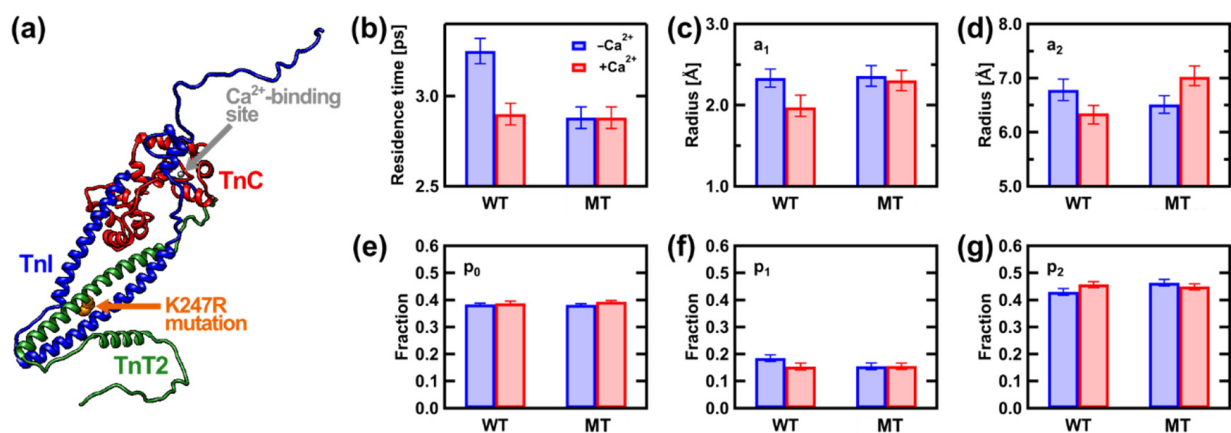 (a)
Ca²⁺-binding
site
TnC
TnI
K247R
mutation
TnT2
(b)
Residence time [ps]
3.0
2.5
−Ca²⁺
+Ca²⁺
WT
MT
(c)
Radius [Å]
3.0
2.0
1.0
a₁
WT
MT
(d)
Radius [Å]
8.0
7.0
6.0
5.0
a₂
WT
MT
(e)
Fraction
0.6
0.5
0.4
0.3
0.2
0.1
0.0
p₀
WT
MT
(f)
Fraction
0.6
0.5
0.4
0.3
0.2
0.1
0.0
p₁
WT
MT
(g)
Fraction
0.6
0.5
0.4
0.3
0.2
0.1
0.0
p₂
WT
MT